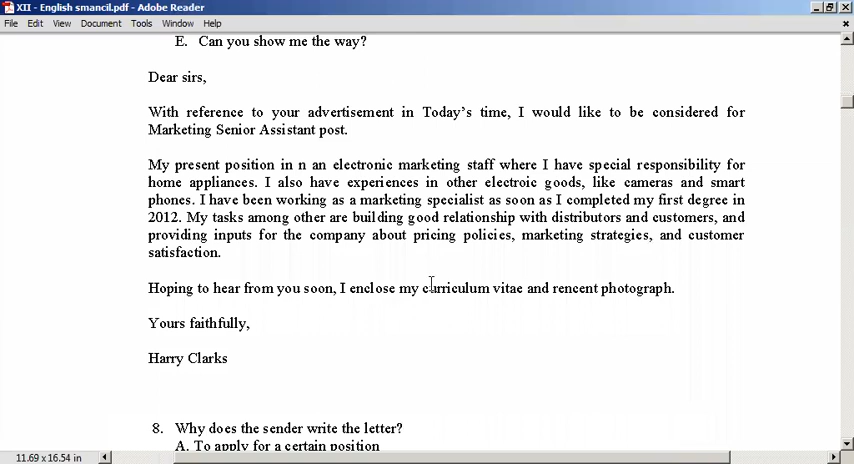 XII - English smancil.pdf - Adobe Reader
File Edit View Document Tools Window Help
E. Can you show me the way?
Dear sirs,
With reference to your advertisement in Today's time, I would like to be considered for
Marketing Senior Assistant post.
My present position in n an electronic marketing staff where I have special responsibility for
home appliances. I also have experiences in other electroic goods, like cameras and smart
phones. I have been working as a marketing specialist as soon as I completed my first degree in
2012. My tasks among other are building good relationship with distributors and customers, and
providing inputs for the company about pricing policies, marketing strategies, and customer
satisfaction.
Hoping to hear from you soon, I enclose my curriculum vitae and rencent photograph.
Yours faithfully,
Harry Clarks
8. Why does the sender write the letter?
A. To apply for a certain position
11.69 x 16.54 in